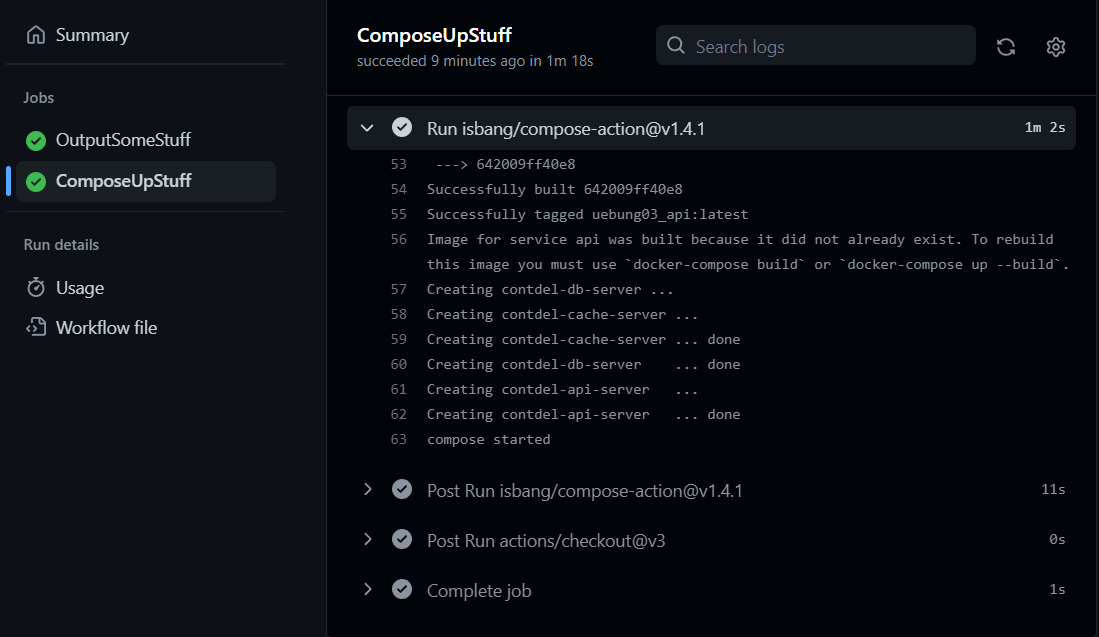 Summary
Jobs
OutputSomeStuff
ComposeUpStuff
Run details
Usage
Workflow file
ComposeUpStuff
succeeded 9 minutes ago in 1m 18s
Search logs
Run isbang/compose-action@v1.4.1 1m 2s
53 ---> 642009ff40e8
54 Successfully built 642009ff40e8
55 Successfully tagged uebung03_api:latest
56 Image for service api was built because it did not already exist. To rebuild
this image you must use `docker-compose build` or `docker-compose up --build`.
57 Creating contdel-db-server ...
58 Creating contdel-cache-server ...
59 Creating contdel-cache-server ... done
60 Creating contdel-db-server    ... done
61 Creating contdel-api-server   ...
62 Creating contdel-api-server   ... done
63 compose started
Post Run isbang/compose-action@v1.4.1 11s
Post Run actions/checkout@v3 0s
Complete job 1s